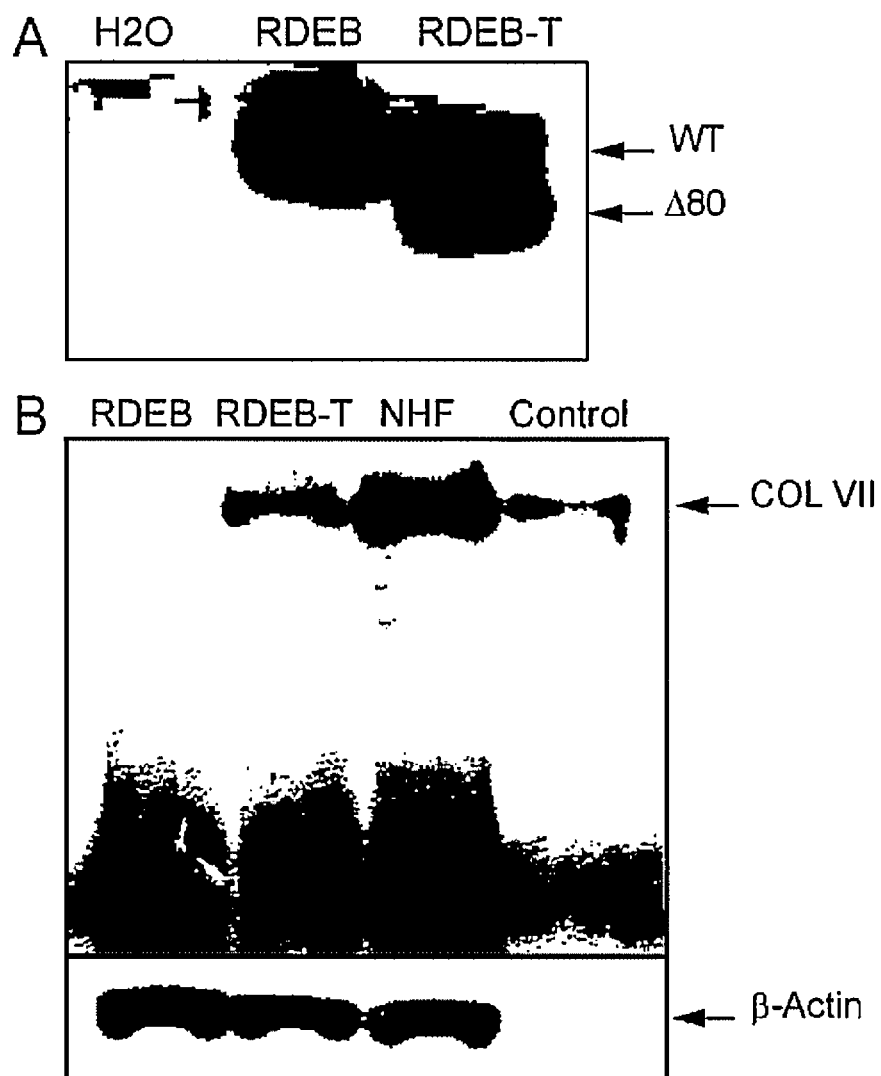 A H2O RDEB RDEB-T
WT
Δ80
B RDEB RDEB-T NHF Control
COL VII
β-Actin